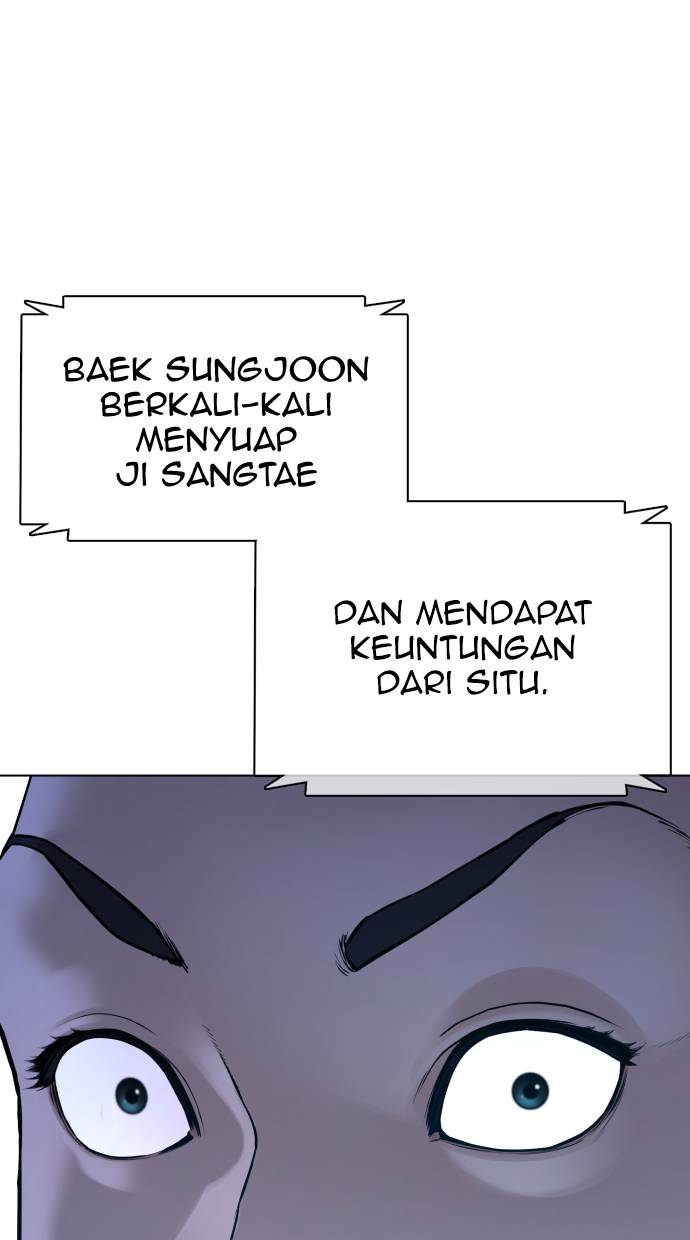 BAEK SUNGJOON
BERKALI-KALI
MENYUAP
JI SANGTAE
DAN MENDAPAT
KEUNTUNGAN
DARI SITU.